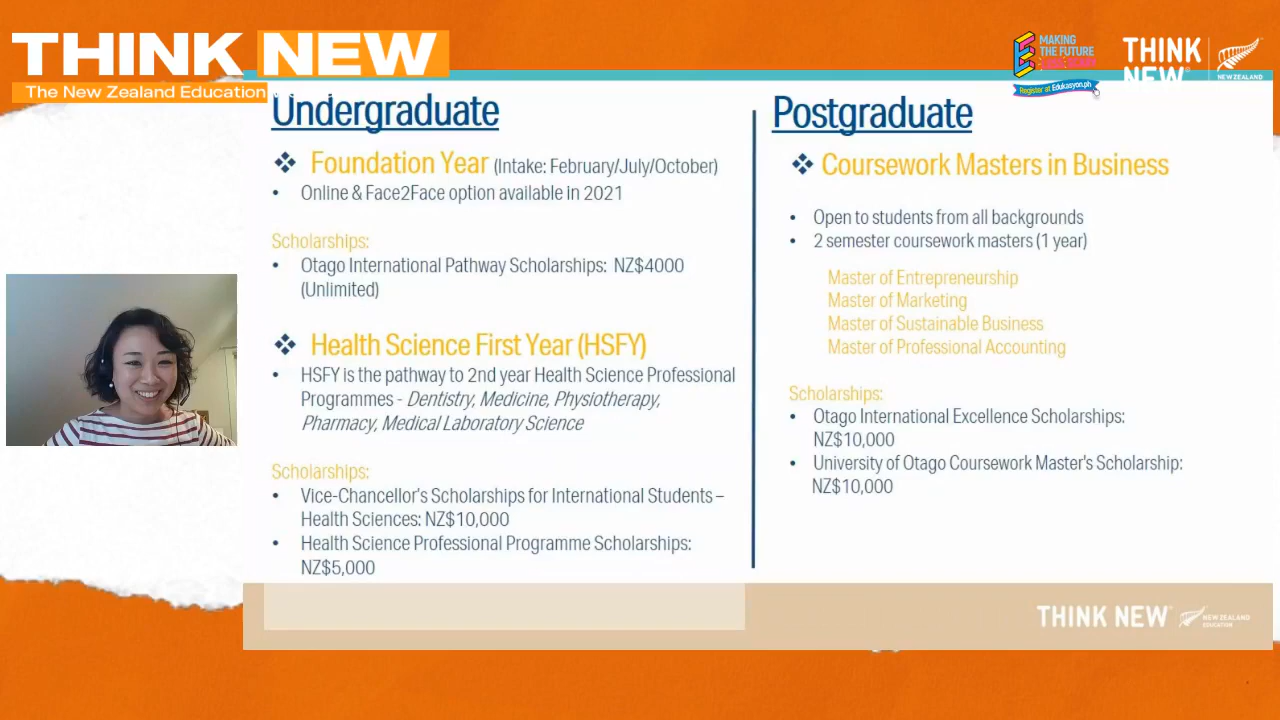 THINK NEW
The New Zealand Education
MAKING
THE FUTURE
LESS SCARY
Register at Edukasyon.ph
THINK
NEW
NEW ZEALAND
Undergraduate
❖ Foundation Year (Intake: February/July/October)
• Online & Face2Face option available in 2021
Scholarships:
• Otago International Pathway Scholarships: NZ$4000
(Unlimited)
❖ Health Science First Year (HSFY)
• HSFY is the pathway to 2nd year Health Science Professional
Programmes - Dentistry, Medicine, Physiotherapy,
Pharmacy, Medical Laboratory Science
Scholarships:
• Vice-Chancellor's Scholarships for International Students –
Health Sciences: NZ$10,000
• Health Science Professional Programme Scholarships:
NZ$5,000
Postgraduate
❖ Coursework Masters in Business
• Open to students from all backgrounds
• 2 semester coursework masters (1 year)
Master of Entrepreneurship
Master of Marketing
Master of Sustainable Business
Master of Professional Accounting
Scholarships:
• Otago International Excellence Scholarships:
NZ$10,000
• University of Otago Coursework Master's Scholarship:
NZ$10,000
THINK NEW
NEW ZEALAND
EDUCATION